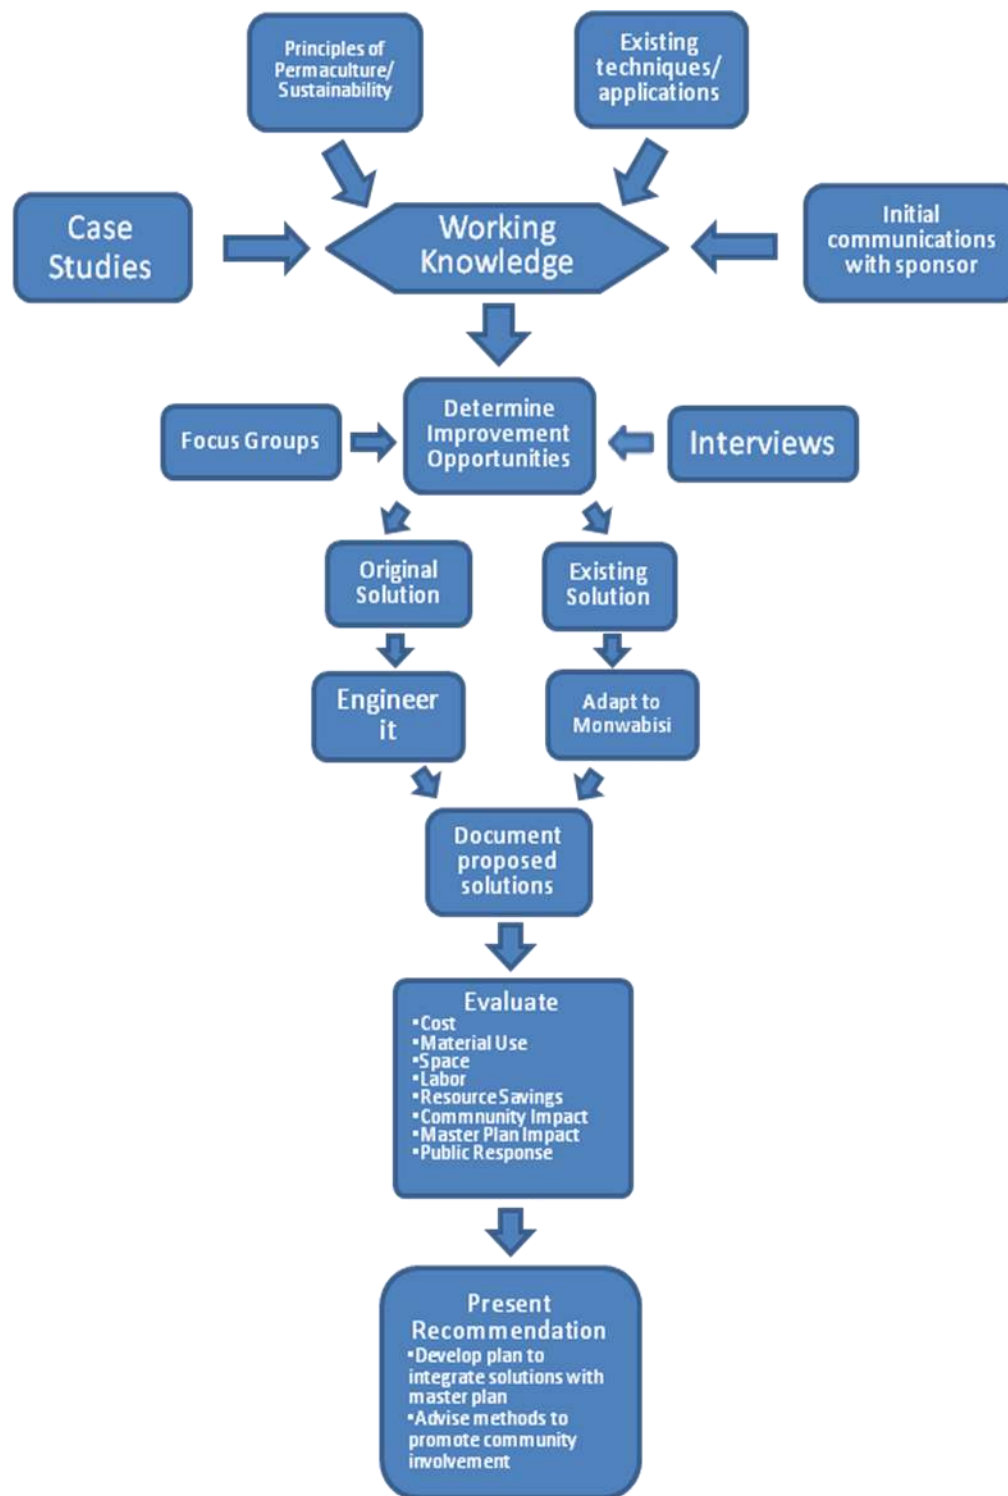 Principles of
Permaculture/
Sustainability
Existing
techniques/
applications
Case
Studies
Working
Knowledge
Initial
communications
with sponsor
Focus Groups
Determine
Improvement
Opportunities
Interviews
Original
Solution
Existing
Solution
Engineer
it
Adapt to
Monwabisi
Document
proposed
solutions
Evaluate
▪Cost
▪Material Use
▪Space
▪Labor
▪Resource Savings
▪Commnunity Impact
▪Master Plan Impact
▪Public Response
Present
Recommendation
▪Develop plan to
integrate solutions with
master plan
▪Advise methods to
promote community
involvement